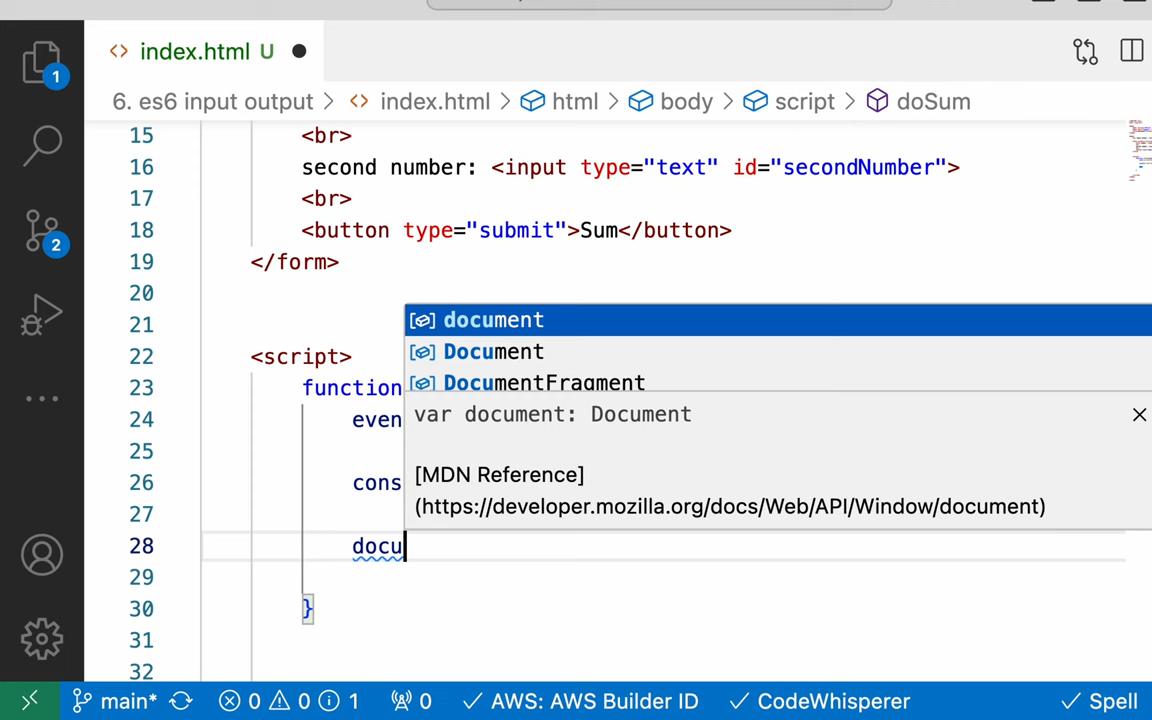 index.html U
1
6. es6 input output > index.html > html > body > script > doSum
15 <br>
16 second number: <input type="text" id="secondNumber">
17 <br>
2
18 <button type="submit">Sum</button>
19 </form>
20
21
document
Document
DocumentFragment
22 <script>
23 function
24 even
var document: Document
25
26 cons
[MDN Reference]
(https://developer.mozilla.org/docs/Web/API/Window/document)
27
28 docu
29
30 }
31
32
main* 0 0 1 0 AWS: AWS Builder ID CodeWhisperer Spell